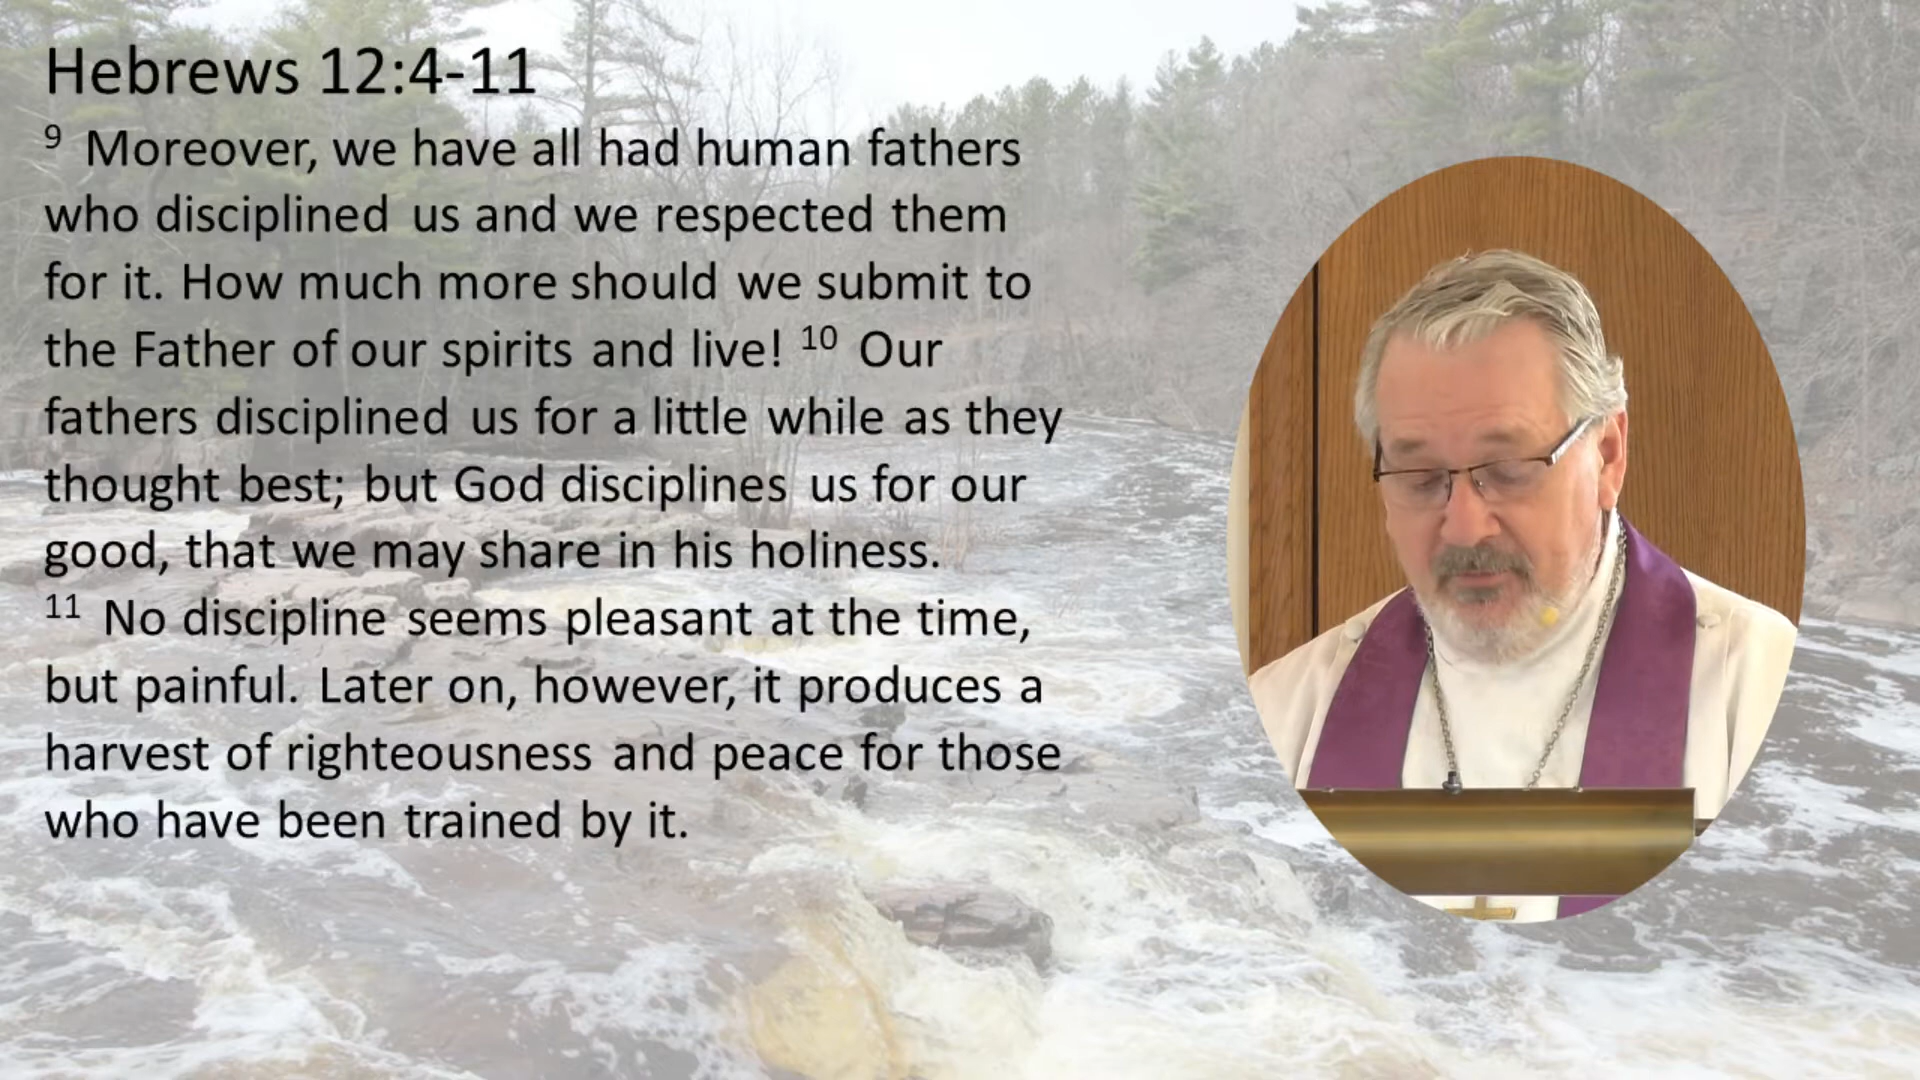 Hebrews 12:4-11
9 Moreover, we have all had human fathers
who disciplined us and we respected them
for it. How much more should we submit to
the Father of our spirits and live! 10 Our
fathers disciplined us for a little while as they
thought best; but God disciplines us for our
good, that we may share in his holiness.
11 No discipline seems pleasant at the time,
but painful. Later on, however, it produces a
harvest of righteousness and peace for those
who have been trained by it.